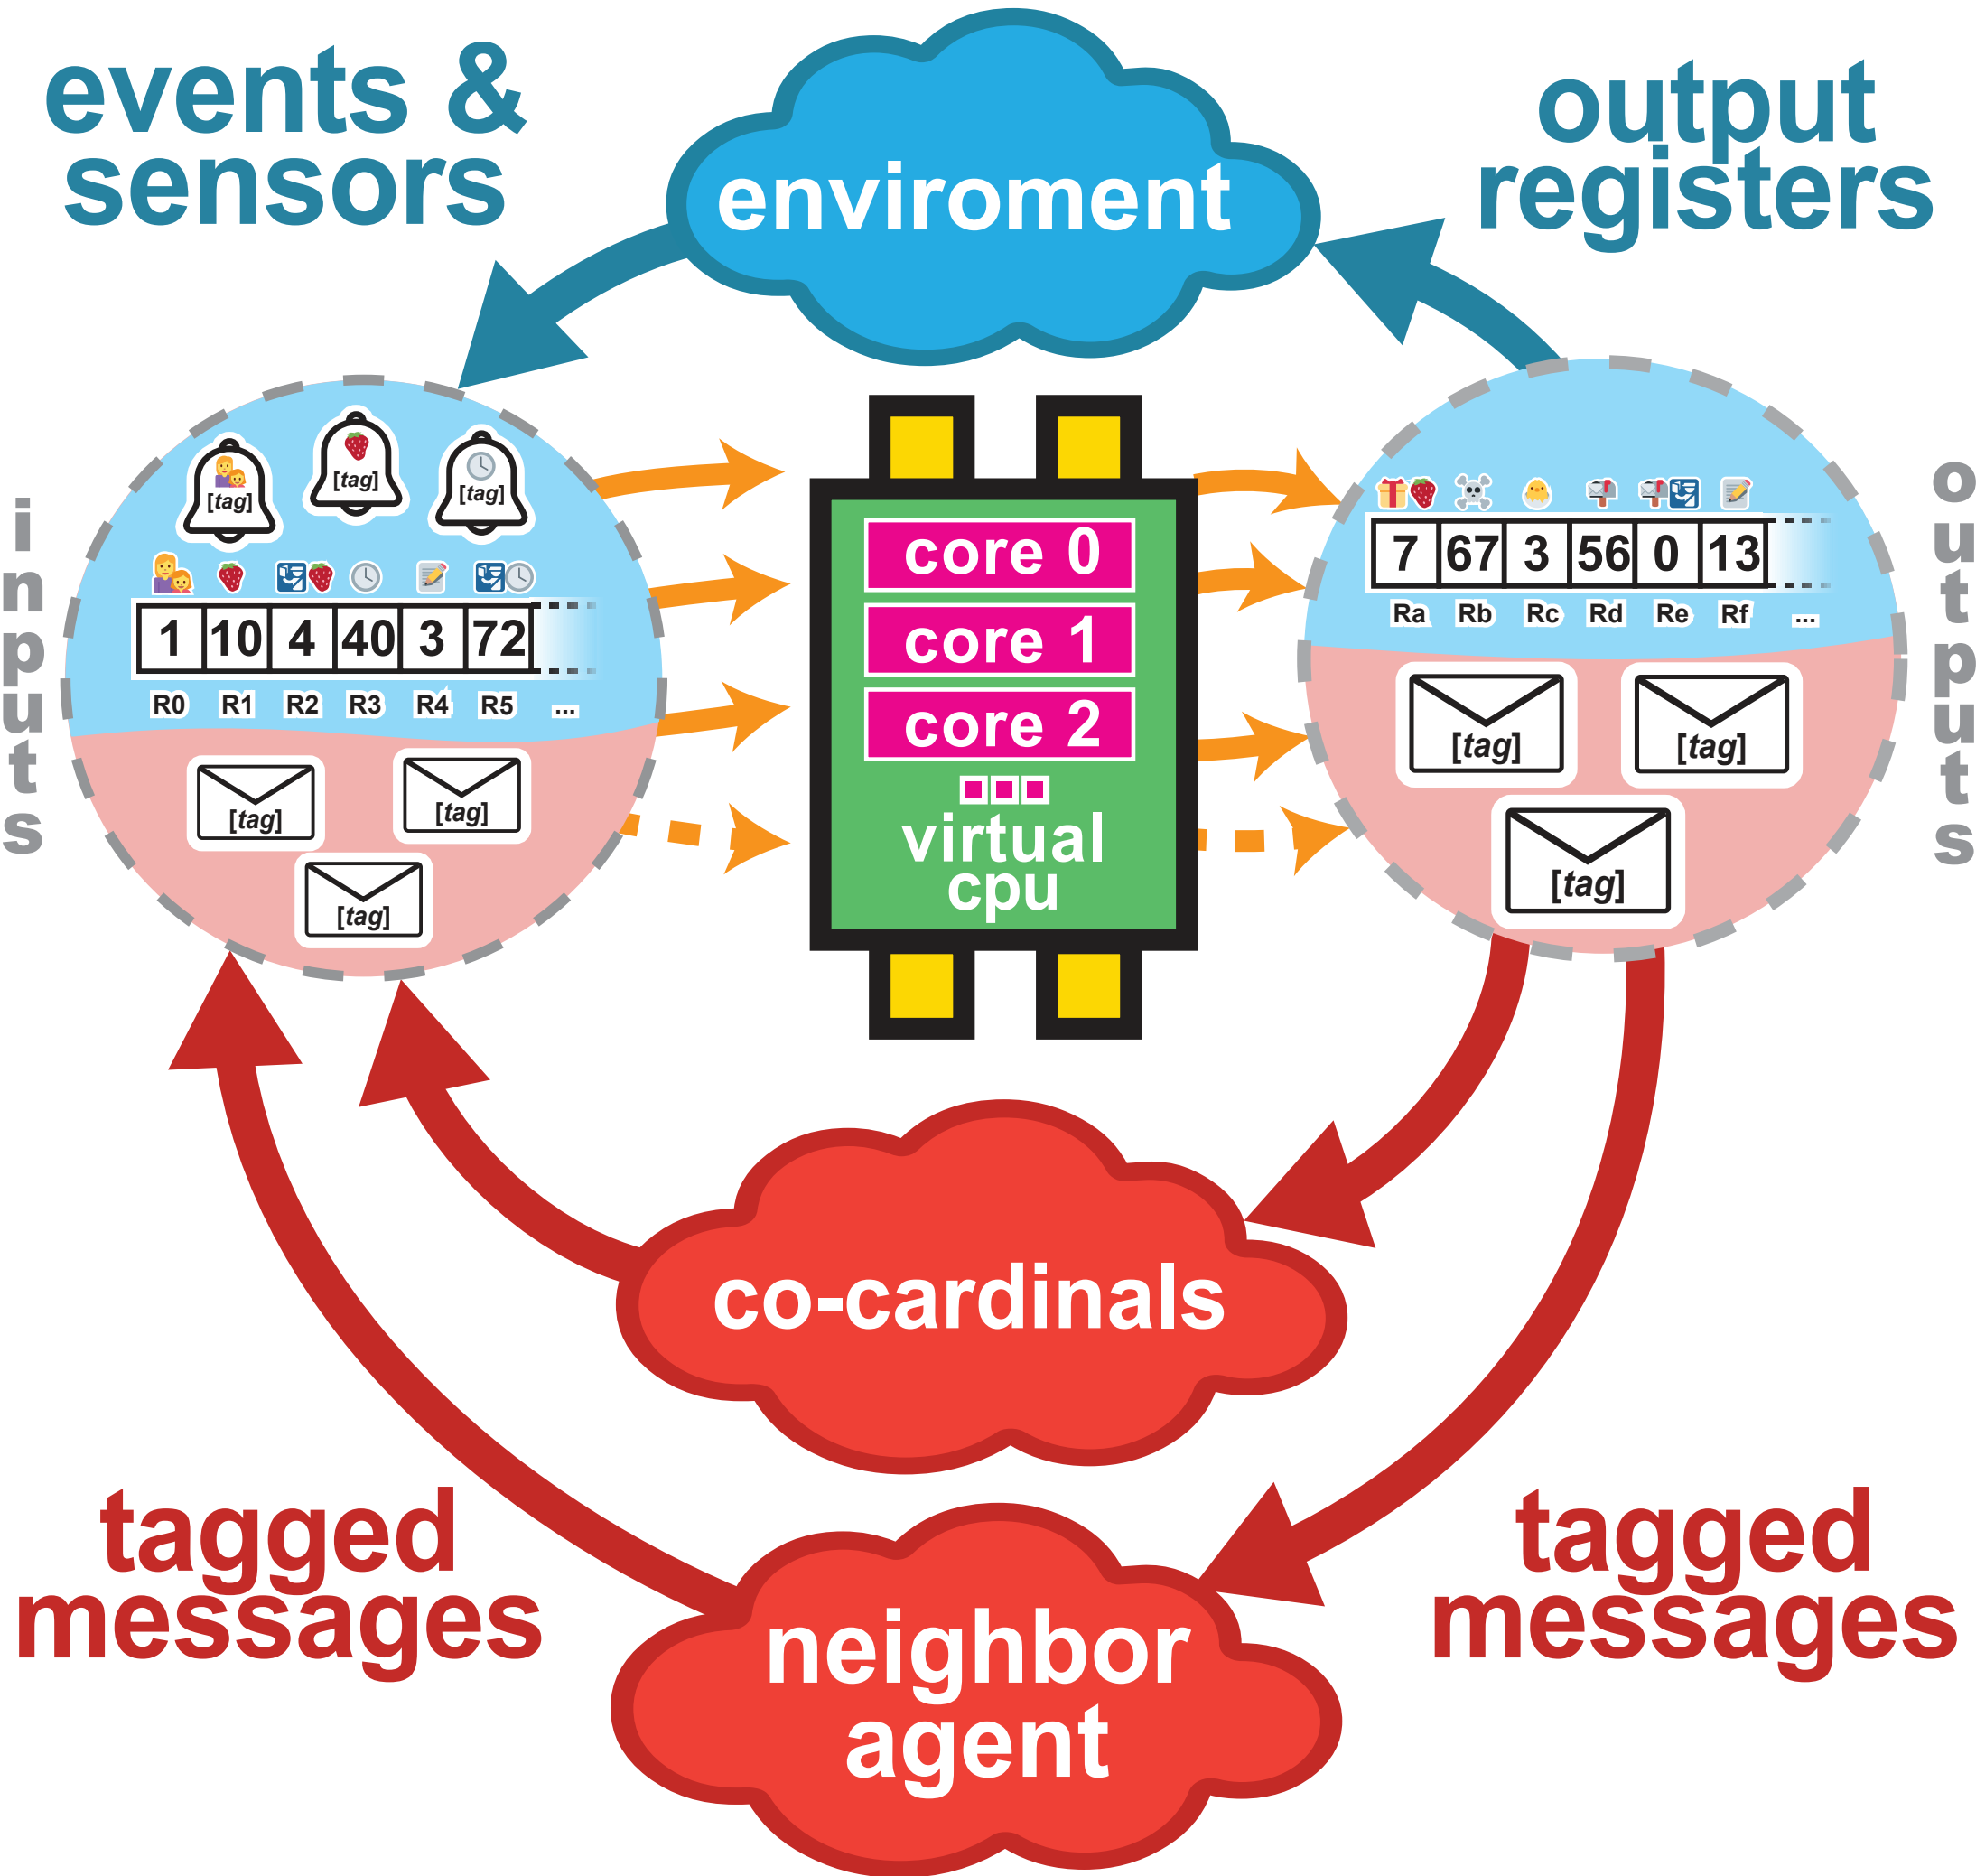 events &
sensors
enviroment
output
registers
inputs
[tag]
[tag]
[tag]
1 10 4 40 3 72
R0 R1 R2 R3 R4 R5 ...
[tag]
[tag]
[tag]
core 0
core 1
core 2
virtual
cpu
7 67 3 56 0 13
Ra Rb Rc Rd Re Rf ...
[tag]
[tag]
[tag]
outputs
co-cardinals
tagged
messages
neighbor
agent
tagged
messages